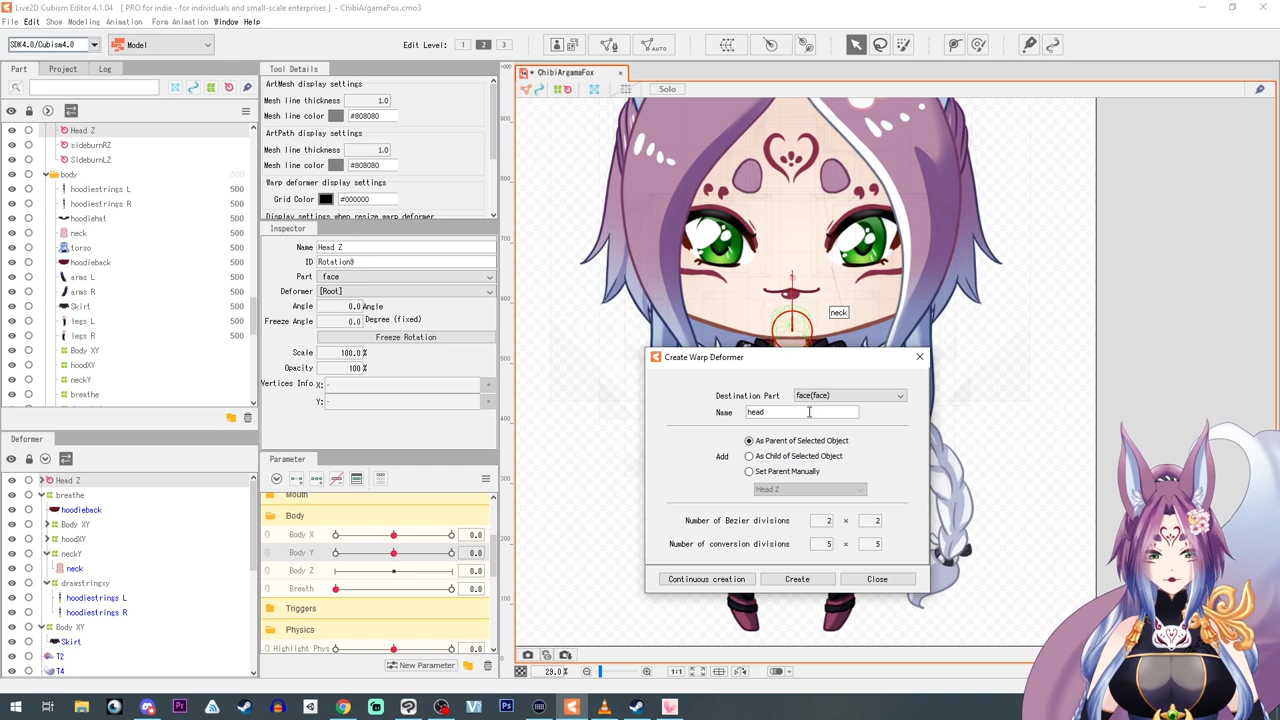 Live2D Cubism Editor 4.1.04   [ PRO for indie - for individuals and small-scale enterprises ]  - ChibiArgamaFox.cmo3
File Edit Show Modeling Animation Form Animation Window Help
SDK4.0/Cubism4.0 Model Edit Level: 1 2 3 AUTO
Part Project Log
Head Z
sideburnRZ
SideburnLZ
body
hoodiestrings L 500
hoodiestrings R 500
hoodiehat 500
neck 500
torso 500
hoodieback 500
arms L 500
arms R 500
Skirt 500
legs L 500
legs R 500
Body XY
hoodXY
neckY
breathe
Deformer
Head Z
breathe
hoodieback
Body XY
hoodXY
neckY
neck
drawstringxy
hoodiestrings L
hoodiestrings R
Body XY
Skirt
T2
T4
Tool Details
ArtMesh display settings
Mesh line thickness 1.0
Mesh line color #808080
ArtPath display settings
Mesh line thickness 1.0
Mesh line color #808080
Warp deformer display settings
Grid Color #000000
Display settings when resize warp deformer
Inspector
Name Head Z
ID Rotation9
Part face
Deformer [Root]
Angle 0.0 Angle
Freeze Angle 0.0 Degree (fixed)
Freeze Rotation
Scale 100.0 %
Opacity 100 %
Vertices Info X: -
Y: -
Parameter
Mouth
Body
Body X 0.0
Body Y 0.0
Body Z 0.0
Breath 0.0
Triggers
Physics
Highlight Phys 0.0
New Parameter
* ChibiArgamaFox
Solo
neck
Create Warp Deformer
Destination Part face(face)
Name head
Add
As Parent of Selected Object
As Child of Selected Object
Set Parent Manually
Head Z
Number of Bezier divisions 2 × 2
Number of conversion divisions 5 × 5
Continuous creation Create Close
29.0 % 1:1